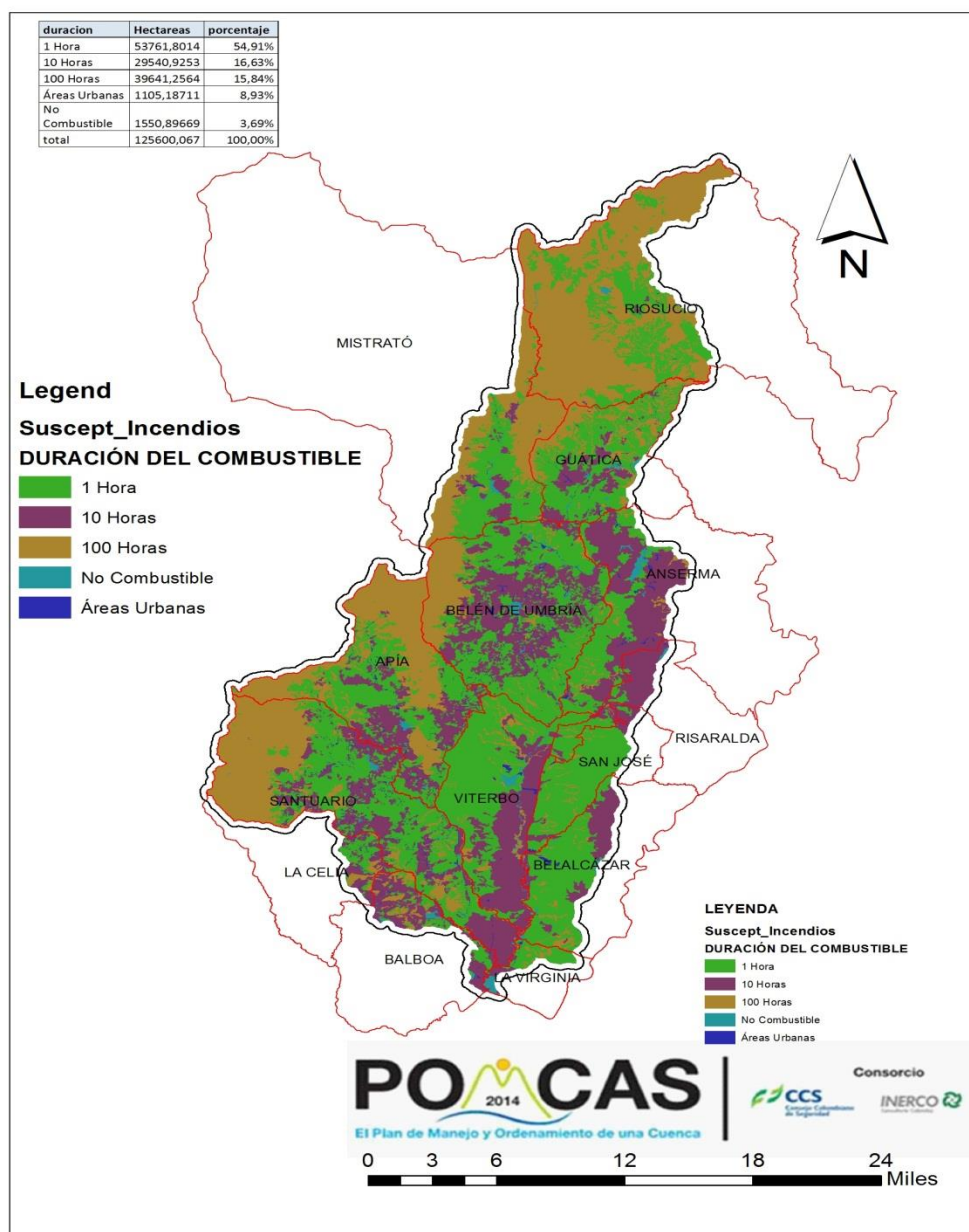 duracion Hectareas porcentaje
1 Hora 53761,8014 54,91%
10 Horas 29540,9253 16,63%
100 Horas 39641,2564 15,84%
Áreas Urbanas 1105,18711 8,93%
No
Combustible 1550,89669 3,69%
total 125600,067 100,00%
N
RIOSUCIO
MISTRATÓ
Legend
Suscept_Incendios
DURACIÓN DEL COMBUSTIBLE
1 Hora
10 Horas
100 Horas
No Combustible
Áreas Urbanas
GUÁTICA
ANSERMA
BELÉN DE UMBRÍA
APÍA
RISARALDA
SAN JOSÉ
VITERBO
SANTUARIO
BELALCÁZAR
LA CELIA
BALBOA
LA VIRGINIA
LEYENDA
Suscept_Incendios
DURACIÓN DEL COMBUSTIBLE
1 Hora
10 Horas
100 Horas
No Combustible
Áreas Urbanas
POMCAS
2014
El Plan de Manejo y Ordenamiento de una Cuenca
Consorcio
CCS
Consejo Colombiano
de Seguridad
INERCO
0 3 6 12 18 24
Miles